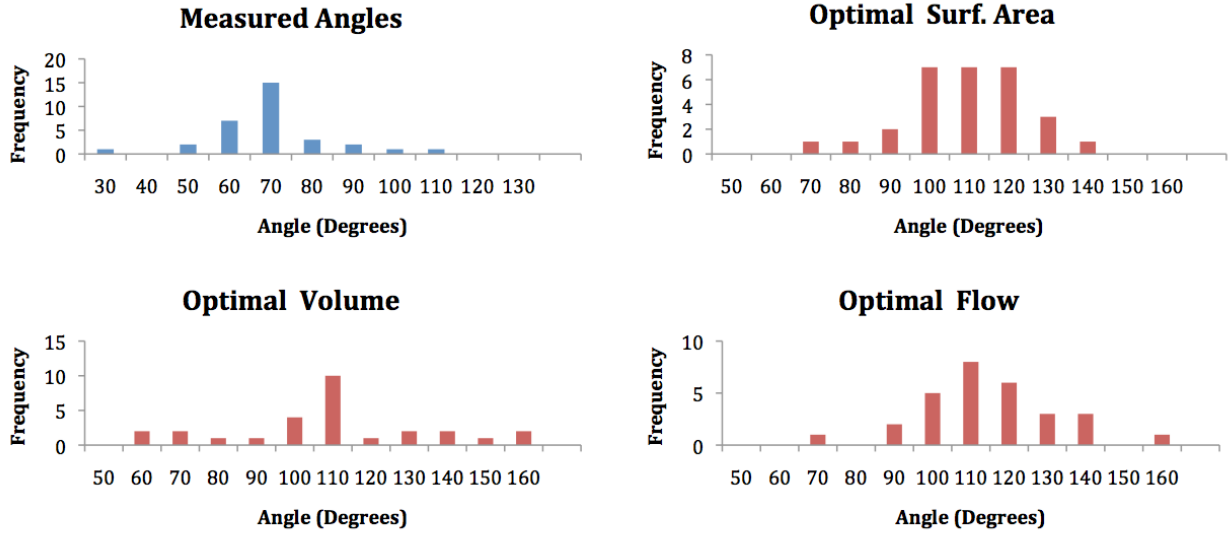 Measured Angles
Frequency
20
15
10
5
0
30 40 50 60 70 80 90 100 110 120 130
Angle (Degrees)
Optimal Surf. Area
Frequency
8
6
4
2
0
50 60 70 80 90 100 110 120 130 140 150 160
Angle (Degrees)
Optimal Volume
Frequency
15
10
5
0
50 60 70 80 90 100 110 120 130 140 150 160
Angle (Degrees)
Optimal Flow
Frequency
10
5
0
50 60 70 80 90 100 110 120 130 140 150 160
Angle (Degrees)